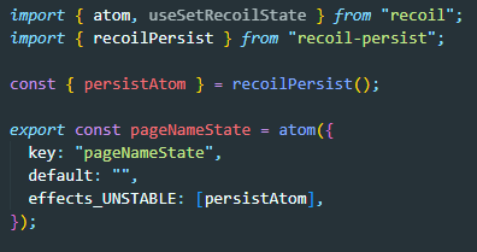 import { atom, useSetRecoilState } from "recoil";
import { recoilPersist } from "recoil-persist";

const { persistAtom } = recoilPersist();

export const pageNameState = atom({
  key: "pageNameState",
  default: "",
  effects_UNSTABLE: [persistAtom],
});